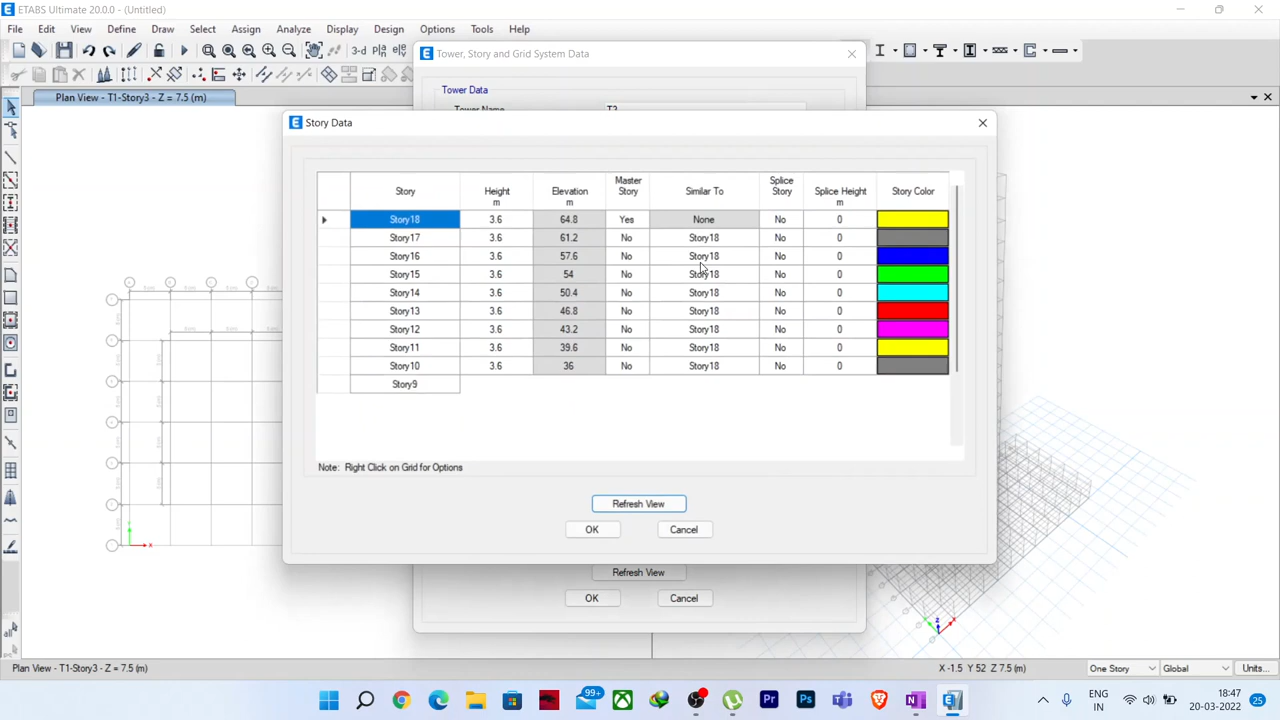 ETABS Ultimate 20.0.0 - (Untitled)
File Edit View Define Draw Select Assign Analyze Display Design Options Tools Help
Tower, Story and Grid System Data
3-d
Plan View - T1-Story3 - Z = 7.5 (m)
Tower Data
Tower Name
Story Data
Story Height m Elevation m Master Story Similar To Splice Story Splice Height m Story Color
Story18 3.6 64.8 Yes None No 0
Story17 3.6 61.2 No Story18 No 0
Story16 3.6 57.6 No Story18 No 0
Story15 3.6 54 No Story18 No 0
Story14 3.6 50.4 No Story18 No 0
Story13 3.6 46.8 No Story18 No 0
Story12 3.6 43.2 No Story18 No 0
Story11 3.6 39.6 No Story18 No 0
Story10 3.6 36 No Story18 No 0
Story9
Note: Right Click on Grid for Options
Refresh View
OK Cancel
Refresh View
OK Cancel
Plan View - T1-Story3 - Z = 7.5 (m)
X -1.5 Y 52 Z 7.5 (m)
One Story Global Units...
99+
ENG IN
18:47
20-03-2022
25